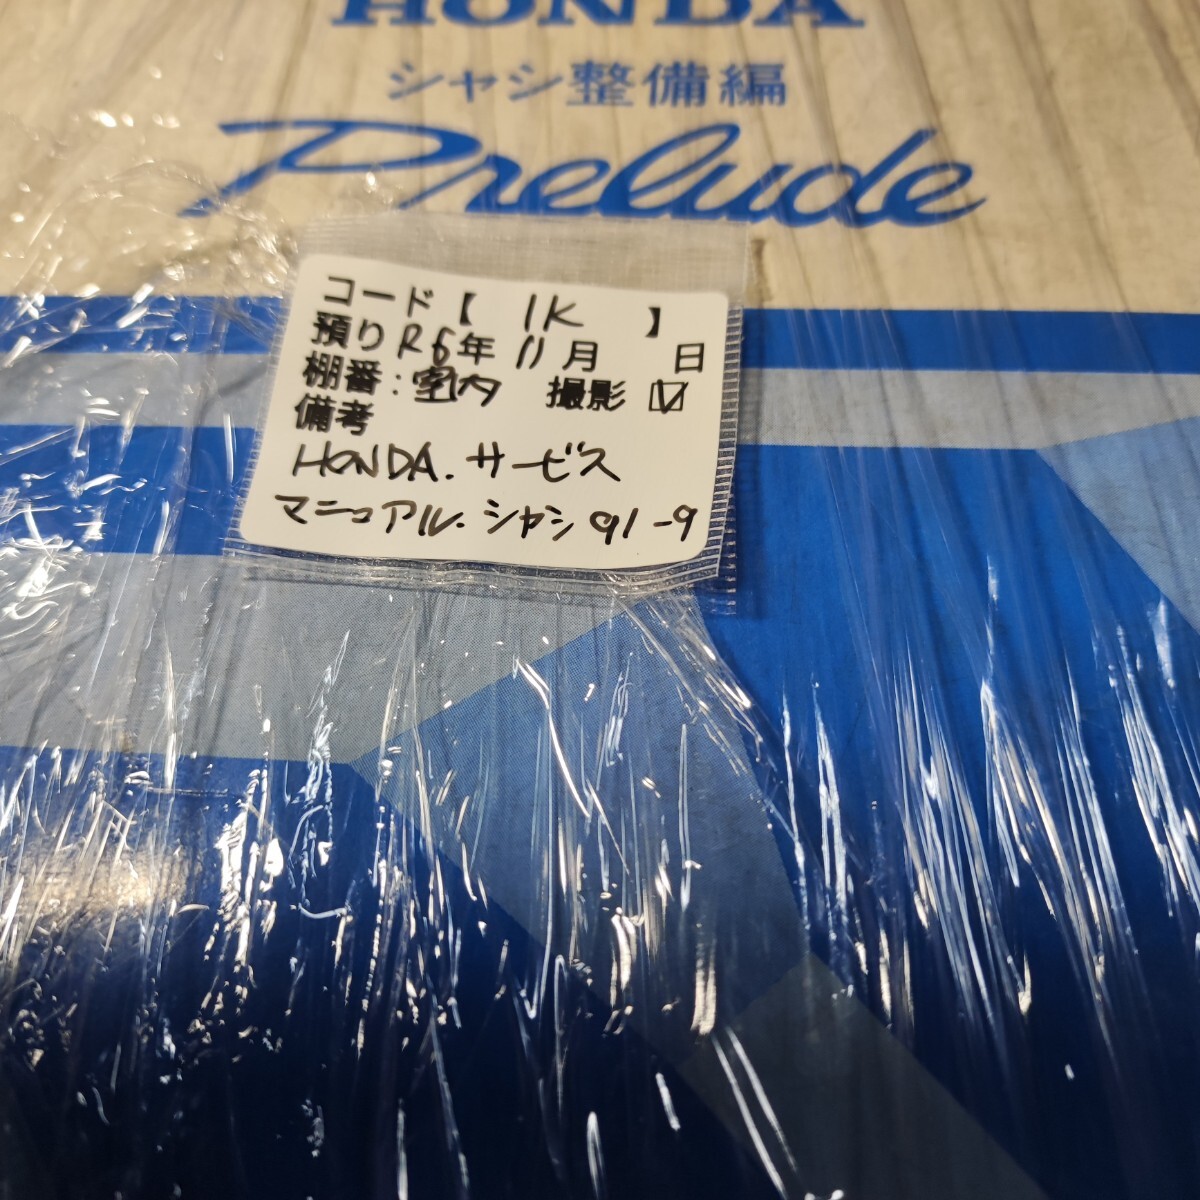 HONDA
シャシ整備編
Prelude
コード【 1K 】
預り R6年 11月 日
棚番:室内 撮影 ☑
備考
HONDA.サービス
マニュアル.シャシ 91-9